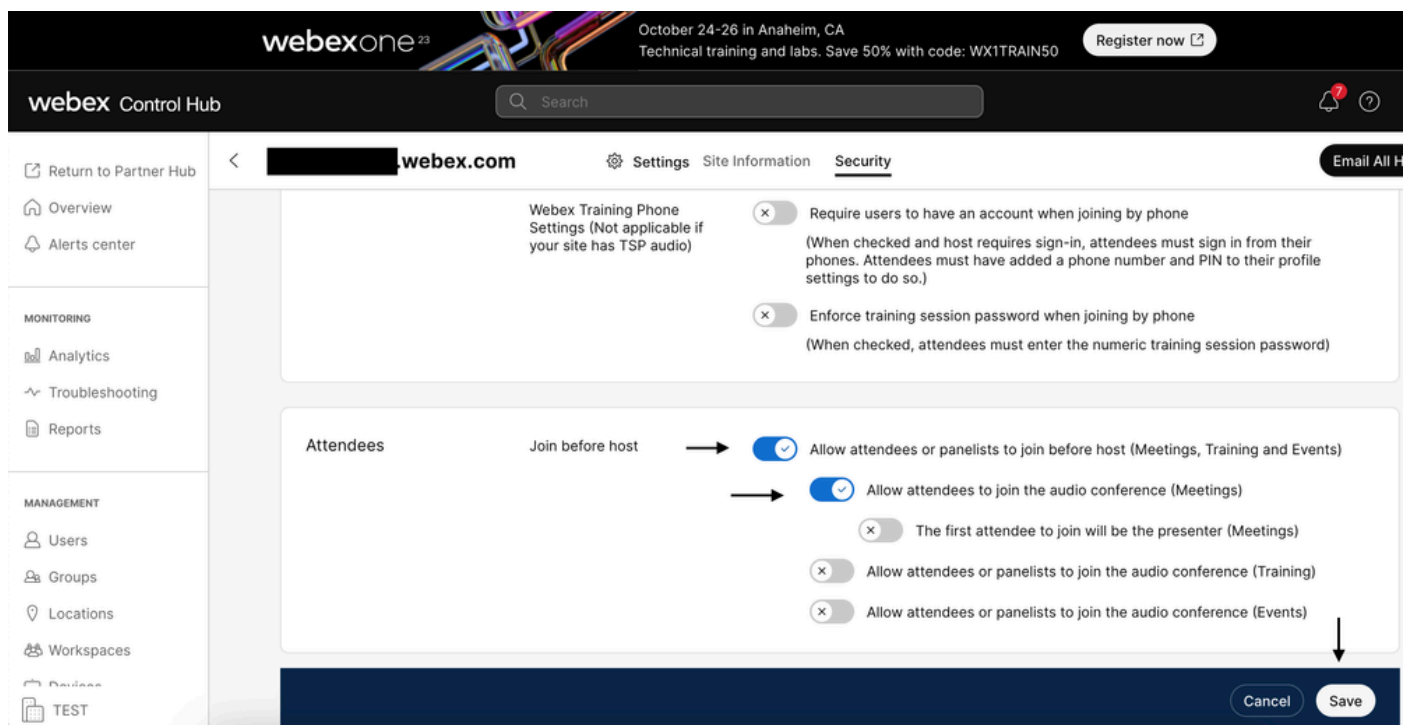 webexone 23
October 24-26 in Anaheim, CA
Technical training and labs. Save 50% with code: WX1TRAIN50
Register now
webex Control Hub
Search
7
Return to Partner Hub
Overview
Alerts center
MONITORING
Analytics
Troubleshooting
Reports
MANAGEMENT
Users
Groups
Locations
Workspaces
Devices
TEST
.webex.com
Settings
Site Information
Security
Email All H
Webex Training Phone
Settings (Not applicable if
your site has TSP audio)
Require users to have an account when joining by phone
(When checked and host requires sign-in, attendees must sign in from their
phones. Attendees must have added a phone number and PIN to their profile
settings to do so.)
Enforce training session password when joining by phone
(When checked, attendees must enter the numeric training session password)
Attendees
Join before host
Allow attendees or panelists to join before host (Meetings, Training and Events)
Allow attendees to join the audio conference (Meetings)
The first attendee to join will be the presenter (Meetings)
Allow attendees or panelists to join the audio conference (Training)
Allow attendees or panelists to join the audio conference (Events)
Cancel
Save